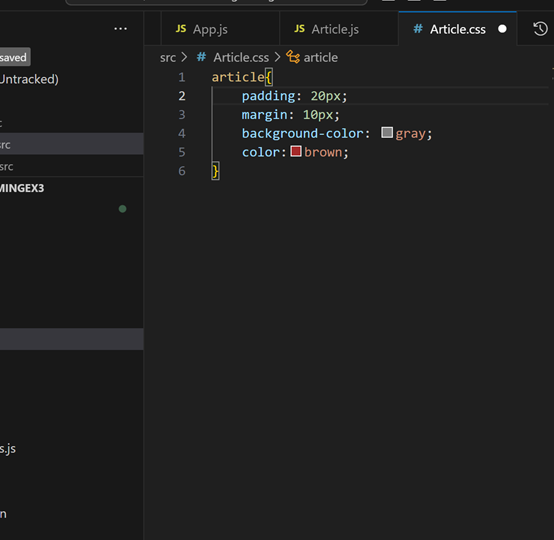 JS App.js JS Article.js # Article.css
saved
src > # Article.css > article
Untracked)
1 article{
2 padding: 20px;
3 margin: 10px;
4 background-color: gray;
5 color: brown;
6 }
src
src
MINGEX3
s.js
n